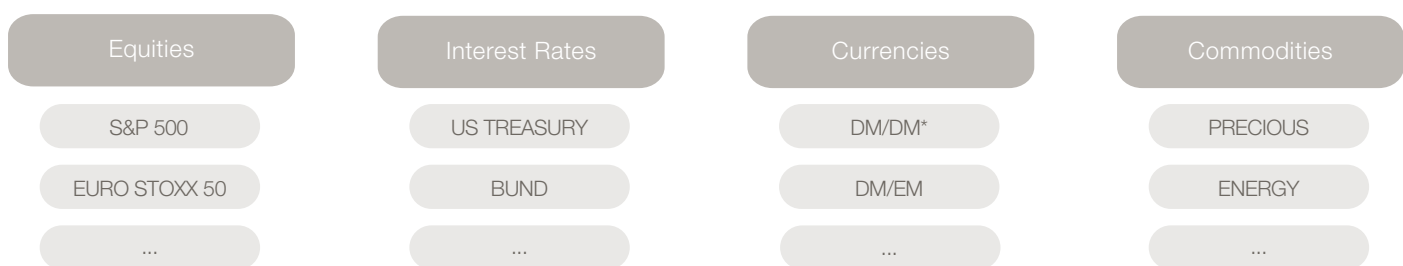 Equities
Interest Rates
Currencies
Commodities
S&P 500
US TREASURY
DM/DM*
PRECIOUS
EURO STOXX 50
BUND
DM/EM
ENERGY
...
...
...
...